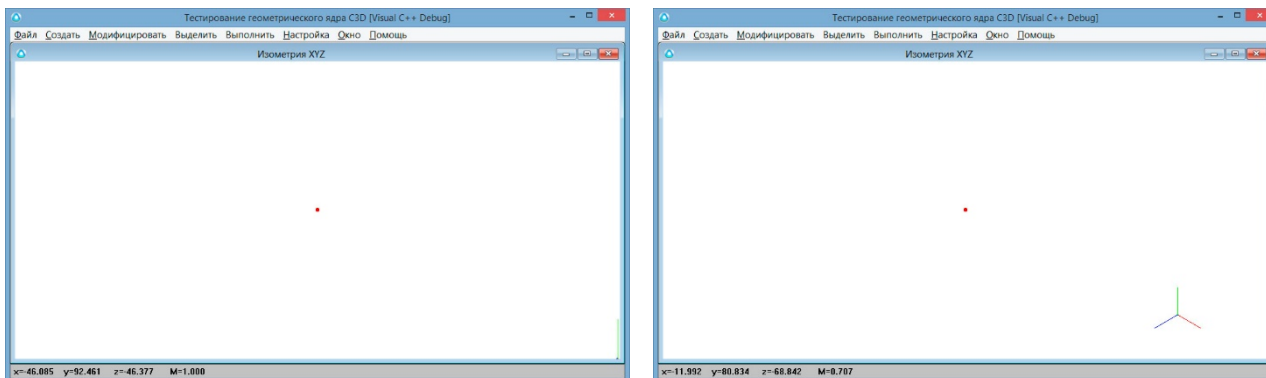 Тестирование геометрического ядра C3D [Visual C++ Debug]
Файл Создать Модифицировать Выделить Выполнить Настройка Окно Помощь
Изометрия XYZ
x=-46.085 y=92.461 z=-46.377 M=1.000
Тестирование геометрического ядра C3D [Visual C++ Debug]
Файл Создать Модифицировать Выделить Выполнить Настройка Окно Помощь
Изометрия XYZ
x=-11.992 y=80.834 z=-68.842 M=0.707